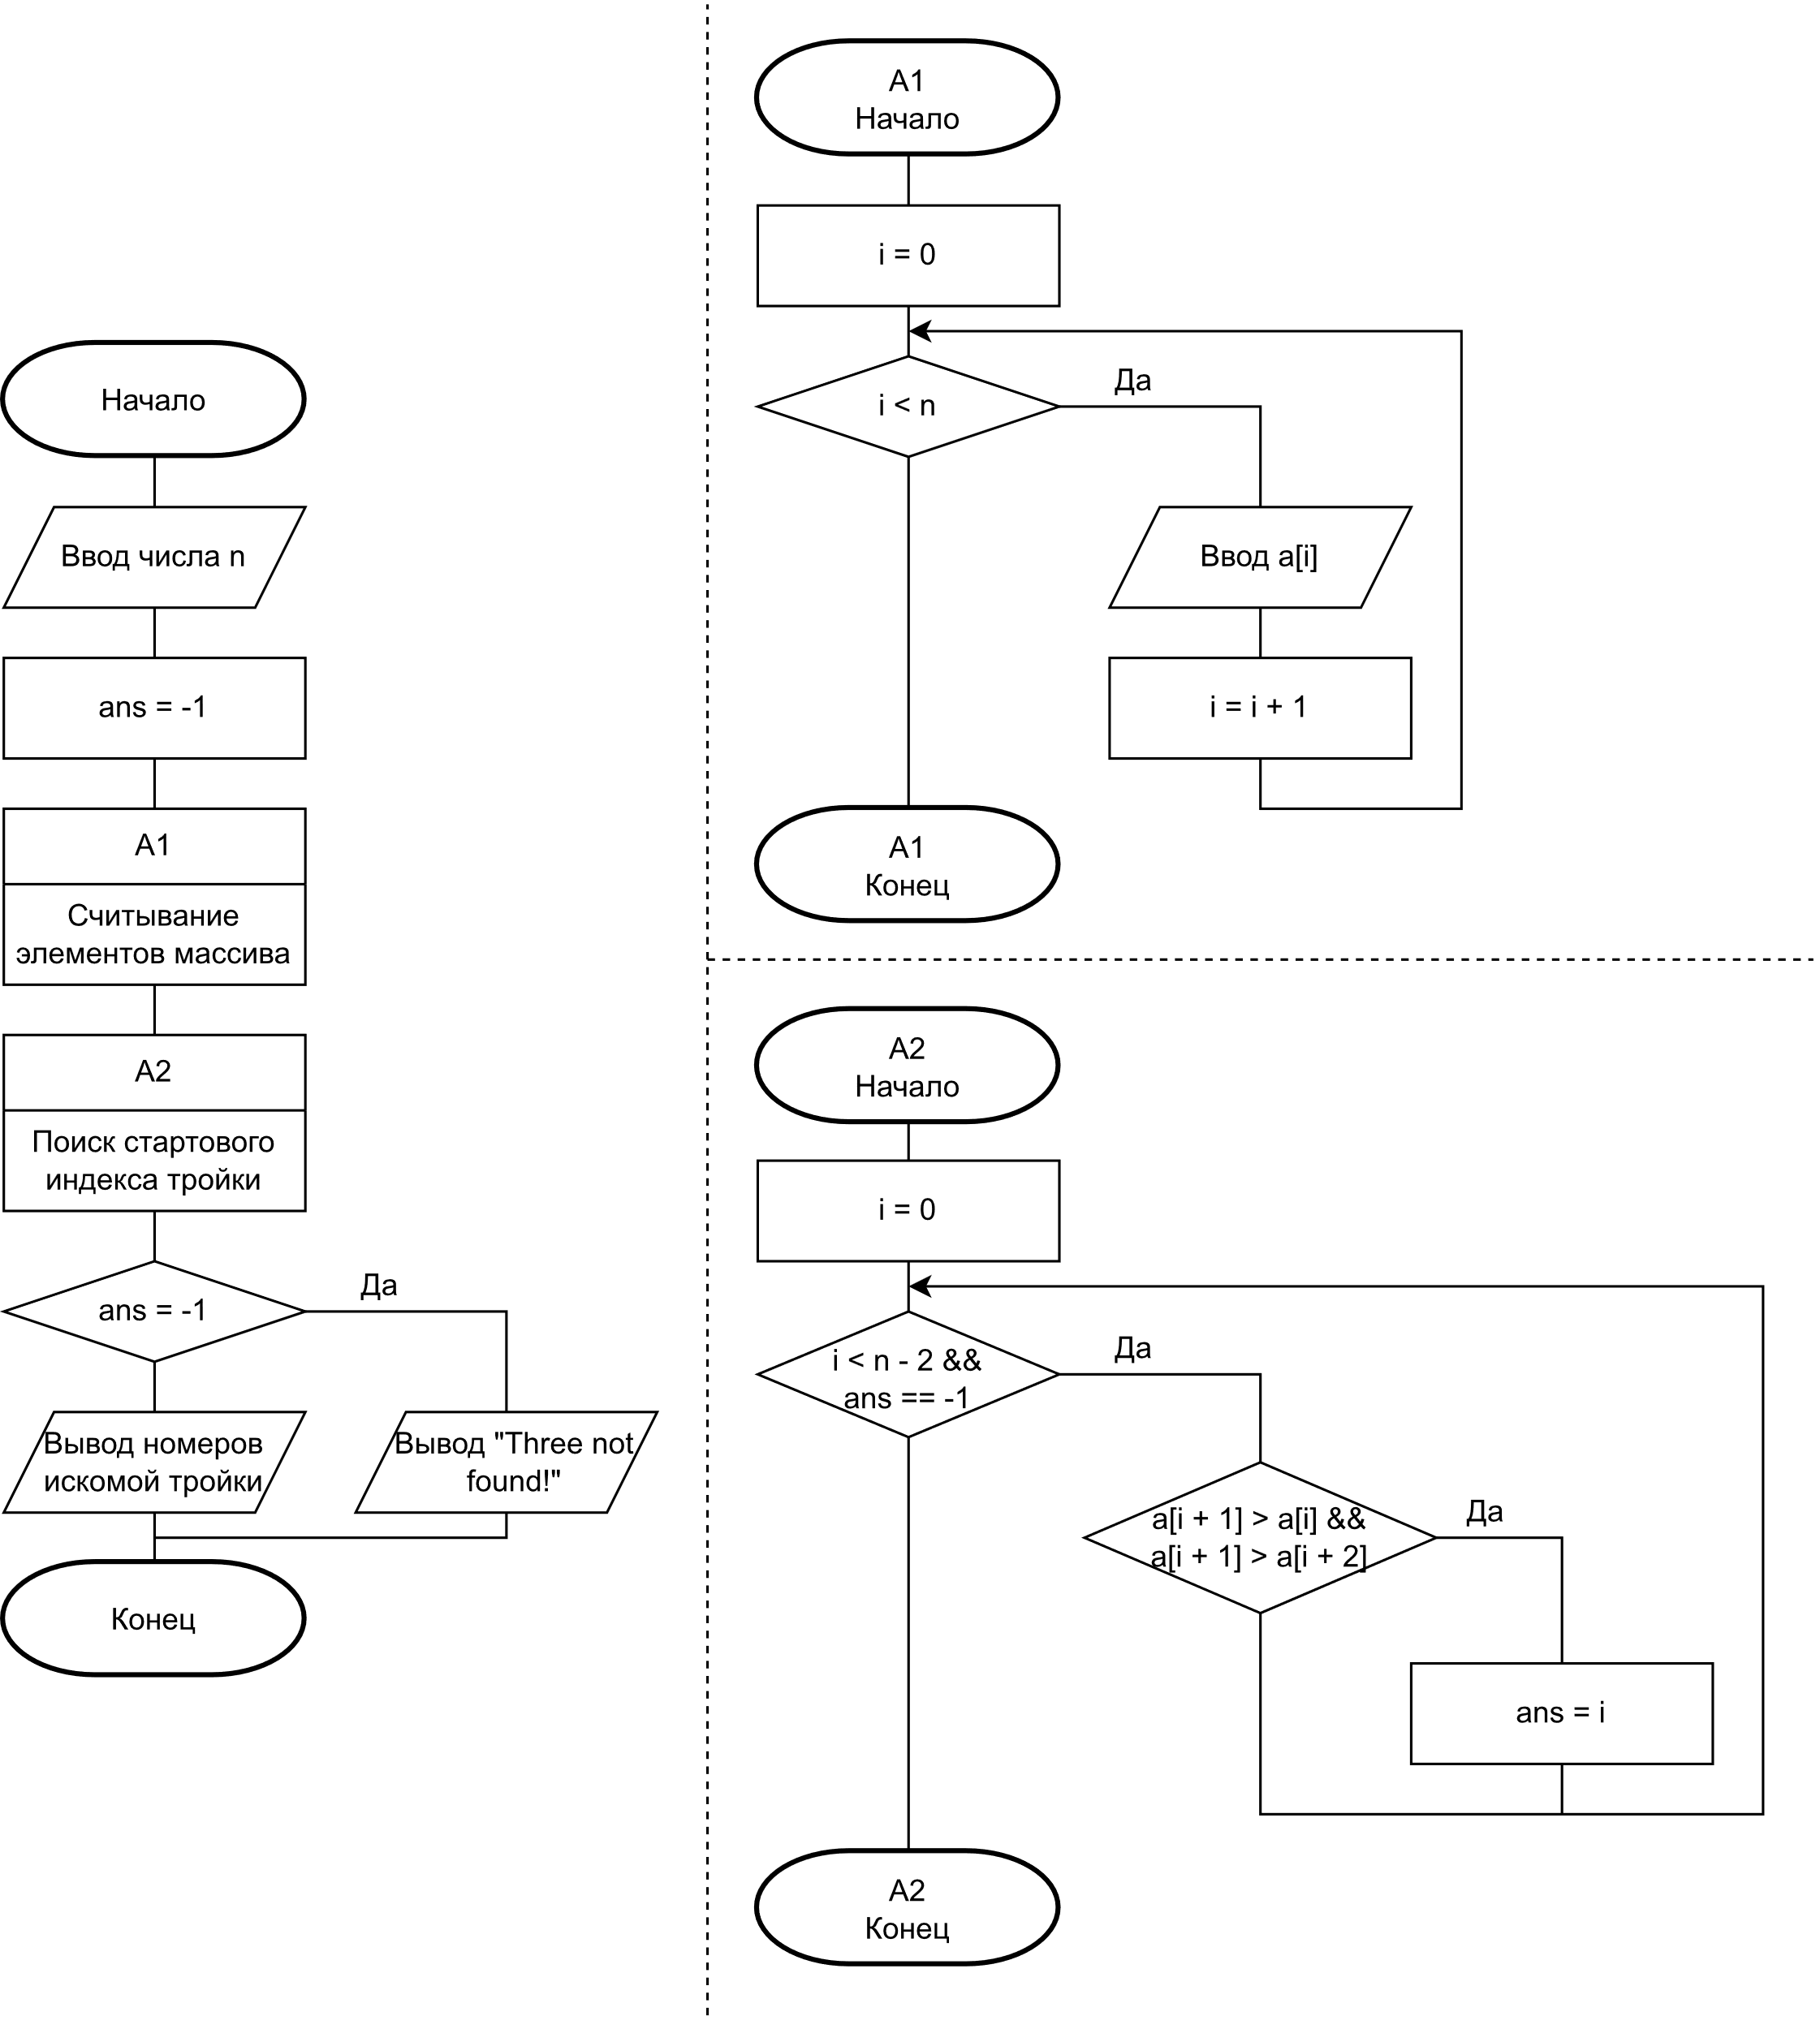 Начало
Ввод числа n
ans = -1
A1
Считывание
элементов массива
A2
Поиск стартового
индекса тройки
ans = -1
Да
Вывод номеров
искомой тройки
Вывод "Three not
found!"
Конец
A1
Начало
i = 0
i < n
Да
Ввод a[i]
i = i + 1
A1
Конец
A2
Начало
i = 0
i < n - 2 &&
ans == -1
Да
a[i + 1] > a[i] &&
a[i + 1] > a[i + 2]
Да
ans = i
A2
Конец